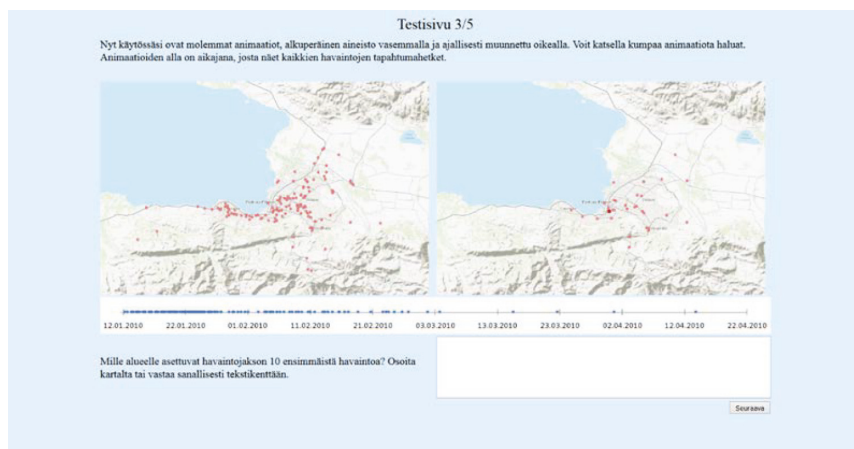 Testisivu 3/5
Nyt käytössäsi ovat molemmat animaatiot, alkuperäinen aineisto vasemmalla ja ajallisesti muunnettu oikealla. Voit katsella kumpaa animaatiota haluat.
Animaatioiden alla on aikajana, josta näet kaikkien havaintojen tapahtumahetket.
12.01.2010 22.01.2010 01.02.2010 11.02.2010 21.02.2010 03.03.2010 13.03.2010 23.03.2010 02.04.2010 12.04.2010 22.04.2010
Mille alueelle asettuvat havaintojakson 10 ensimmäistä havaintoa? Osoita
kartalta tai vastaa sanallisesti tekstikenttään.
Seuraava